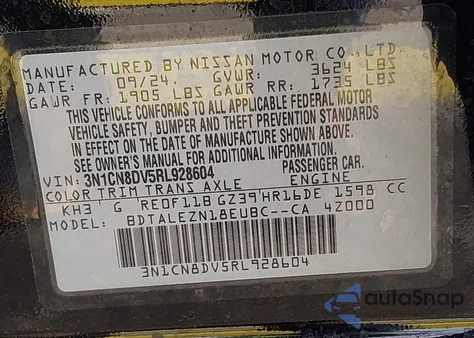 MANUFACTURED BY NISSAN MOTOR CO.,LTD.
DATE: 09/24 GVWR: 3624 LBS
GAWR FR: 1905 LBS GAWR RR: 1735 LBS
THIS VEHICLE CONFORMS TO ALL APPLICABLE FEDERAL MOTOR
VEHICLE SAFETY, BUMPER AND THEFT PREVENTION STANDARDS
IN EFFECT ON THE DATE OF MANUFACTURE SHOWN ABOVE.
SEE OWNER'S MANUAL FOR ADDITIONAL INFORMATION.
VIN: 3N1CN8DV5RL928604 PASSENGER CAR
COLOR TRIM TRANS AXLE ENGINE
KH3 G RE0F11B GZ39 HR16DE 1598 CC
MODEL: BDTALEZN18EUBC--CA 4Z000
3N1CN8DV5RL928604
autoSnap